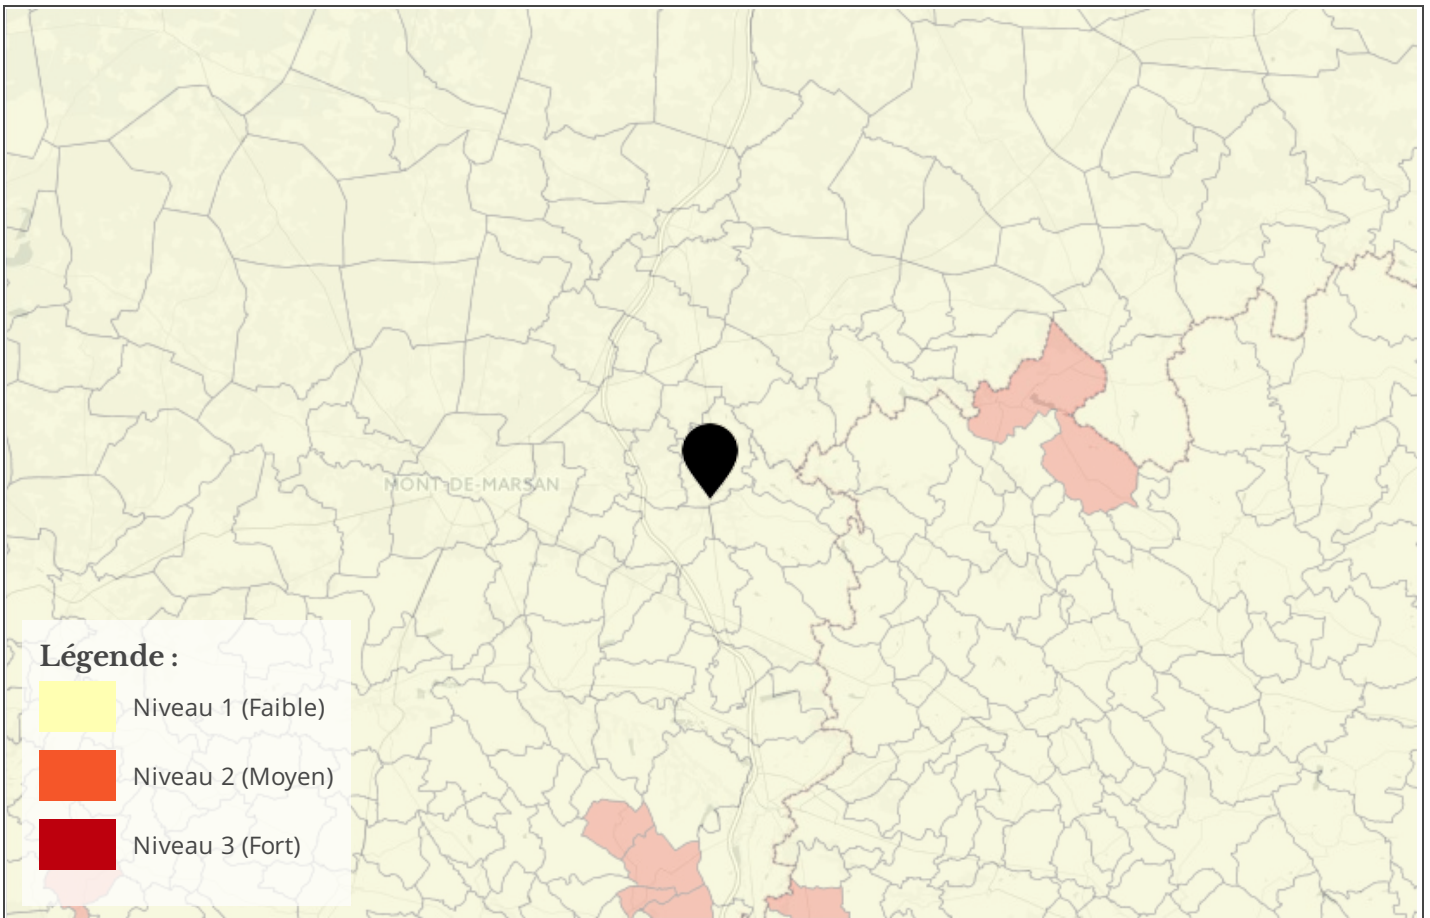 MONT-DE-MARSAN
Légende :
Niveau 1 (Faible)
Niveau 2 (Moyen)
Niveau 3 (Fort)